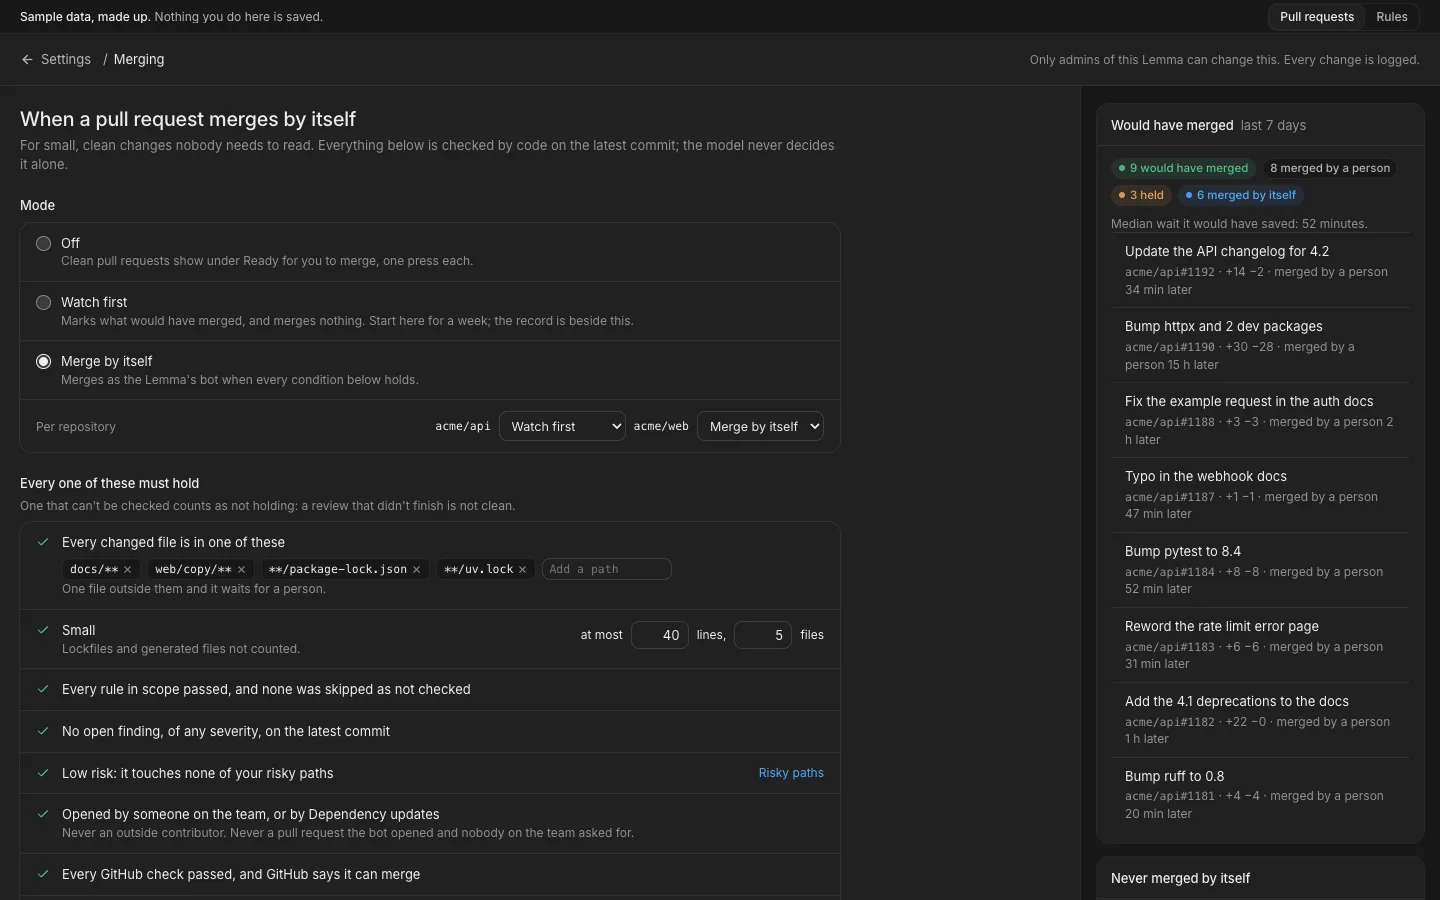 Sample data, made up. Nothing you do here is saved.
Pull requests
Rules
← Settings / Merging
Only admins of this Lemma can change this. Every change is logged.
When a pull request merges by itself
For small, clean changes nobody needs to read. Everything below is checked by code on the latest commit; the model never decides
it alone.
Mode
Off
Clean pull requests show under Ready for you to merge, one press each.
Watch first
Marks what would have merged, and merges nothing. Start here for a week; the record is beside this.
Merge by itself
Merges as the Lemma's bot when every condition below holds.
Per repository
acme/api
Watch first
acme/web
Merge by itself
Every one of these must hold
One that can't be checked counts as not holding: a review that didn't finish is not clean.
Every changed file is in one of these
docs/** ×
web/copy/** ×
**/package-lock.json ×
**/uv.lock ×
Add a path
One file outside them and it waits for a person.
Small
Lockfiles and generated files not counted.
at most 40 lines, 5 files
Every rule in scope passed, and none was skipped as not checked
No open finding, of any severity, on the latest commit
Low risk: it touches none of your risky paths
Risky paths
Opened by someone on the team, or by Dependency updates
Never an outside contributor. Never a pull request the bot opened and nobody on the team asked for.
Every GitHub check passed, and GitHub says it can merge
Would have merged last 7 days
9 would have merged
8 merged by a person
3 held
6 merged by itself
Median wait it would have saved: 52 minutes.
Update the API changelog for 4.2
acme/api#1192 · +14 −2 · merged by a person
34 min later
Bump httpx and 2 dev packages
acme/api#1190 · +30 −28 · merged by a
person 15 h later
Fix the example request in the auth docs
acme/api#1188 · +3 −3 · merged by a person 2
h later
Typo in the webhook docs
acme/api#1187 · +1 −1 · merged by a person
47 min later
Bump pytest to 8.4
acme/api#1184 · +8 −8 · merged by a person
52 min later
Reword the rate limit error page
acme/api#1183 · +6 −6 · merged by a person
31 min later
Add the 4.1 deprecations to the docs
acme/api#1182 · +22 −0 · merged by a person
1 h later
Bump ruff to 0.8
acme/api#1181 · +4 −4 · merged by a person
20 min later
Never merged by itself